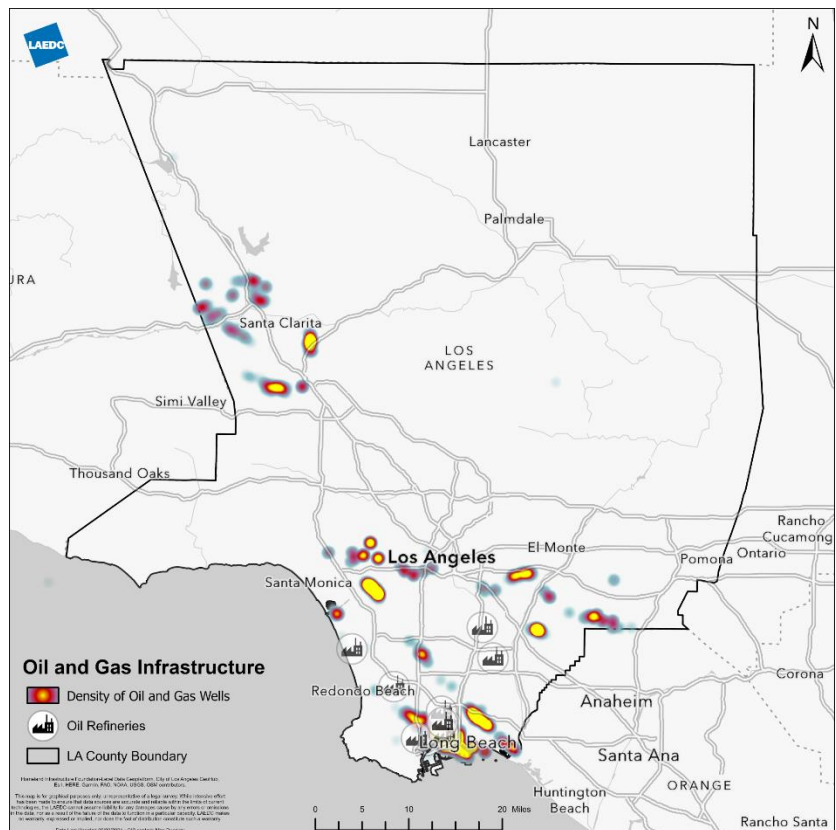 LAEDC
N
Lancaster
Palmdale
URA
Santa Clarita
LOS
ANGELES
Simi Valley
Thousand Oaks
Rancho
Cucamong
El Monte
Los Angeles
Pomona
Ontario
Santa Monica
Oil and Gas Infrastructure
Density of Oil and Gas Wells
Oil Refineries
LA County Boundary
Redondo Beach
Corona
Anaheim
Long Beach
Santa Ana
Huntington
Beach
ORANGE
Rancho Santa
0 5 10 20 Miles